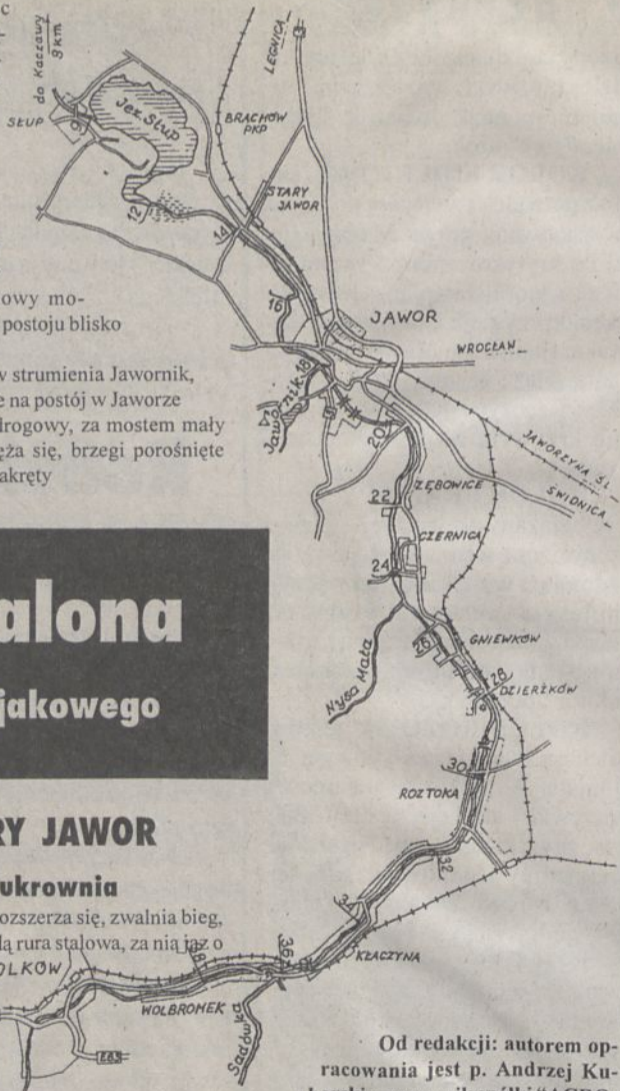 do Kaczawy
9 km
LEGNICA
SŁUP
Jez. Słup
BRACHÓW
PKP
STARY
JAWOR
12
14
16
JAWOR
WROCŁAW
18
Jawornik
20
JAWORZYNA ŚL.
ŚWIDNICA
ZĘBOWICE
22
CZERNICA
24
Nysa Mała
26
GNIEWKÓW
28
DZIERŻKÓW
30
ROZTOKA
32
34
KŁACZYNA
36
38
OLKÓW
WOLBROMEK
Sadówka
owy mo-
postoju blisko
w strumienia Jawornik,
e na postój w Jaworze
drogowy, za mostem mały
ęża się, brzegi porośnięte
akręty
alona
jakowego
RY JAWOR
ukrownia
ozszerza się, zwalnia bieg,
dą rura stalowa, za nią jaz o
Od redakcji: autorem op-
racowania jest p. Andrzej Ku-